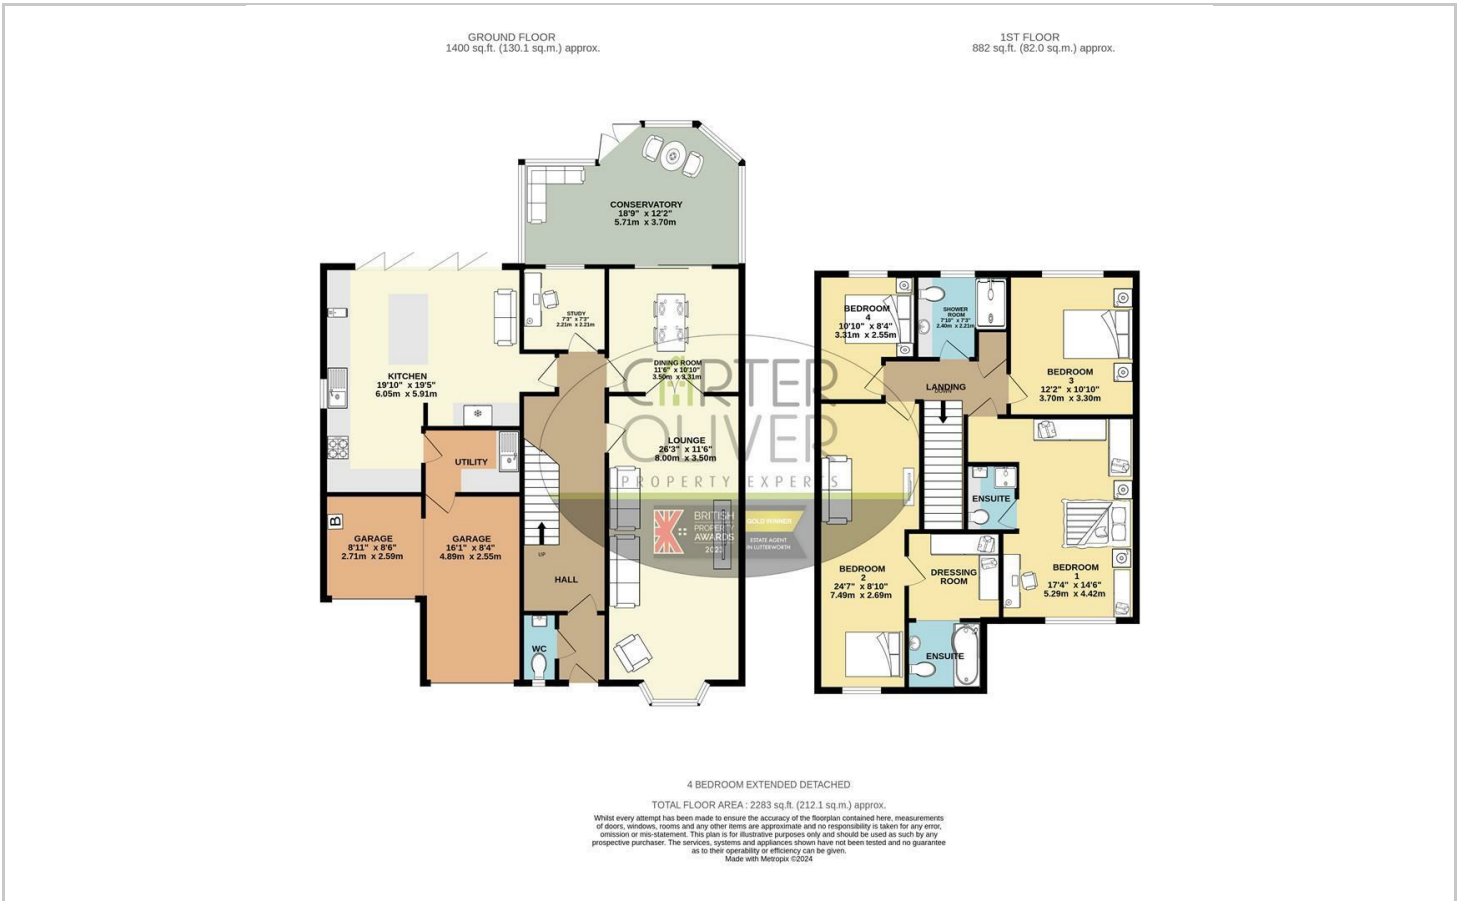 GROUND FLOOR
1400 sq.ft. (130.1 sq.m.) approx.
1ST FLOOR
882 sq.ft. (82.0 sq.m.) approx.
CONSERVATORY
18'9" x 12'2"
5.71m x 3.70m
STUDY
7'3" x 7'3"
2.21m x 2.21m
DINING ROOM
11'6" x 10'10"
3.50m x 3.31m
KITCHEN
19'10" x 19'5"
6.05m x 5.91m
LOUNGE
26'3" x 11'6"
8.00m x 3.50m
UTILITY
B
GARAGE
8'11" x 8'6"
2.71m x 2.59m
GARAGE
16'1" x 8'4"
4.89m x 2.55m
UP
HALL
WC
BEDROOM
4
10'10" x 8'4"
3.31m x 2.55m
SHOWER
ROOM
7'10" x 7'3"
2.40m x 2.21m
BEDROOM
3
12'2" x 10'10"
3.70m x 3.30m
LANDING
DOWN
ENSUITE
BEDROOM
2
24'7" x 8'10"
7.49m x 2.69m
DRESSING
ROOM
BEDROOM
1
17'4" x 14'6"
5.29m x 4.42m
ENSUITE
CARTER
OLIVER
PROPERTY EXPERTS
BRITISH
PROPERTY
AWARDS
GOLD WINNER
ESTATE AGENT
IN LUTTERWORTH
4 BEDROOM EXTENDED DETACHED
TOTAL FLOOR AREA : 2283 sq.ft. (212.1 sq.m.) approx.
Whilst every attempt has been made to ensure the accuracy of the floorplan contained here, measurements
of doors, windows, rooms and any other items are approximate and no responsibility is taken for any error,
omission or mis-statement. This plan is for illustrative purposes only and should be used as such by any
prospective purchaser. The services, systems and appliances shown have not been tested and no guarantee
as to their operability or efficiency can be given.
Made with Metropix ©2024